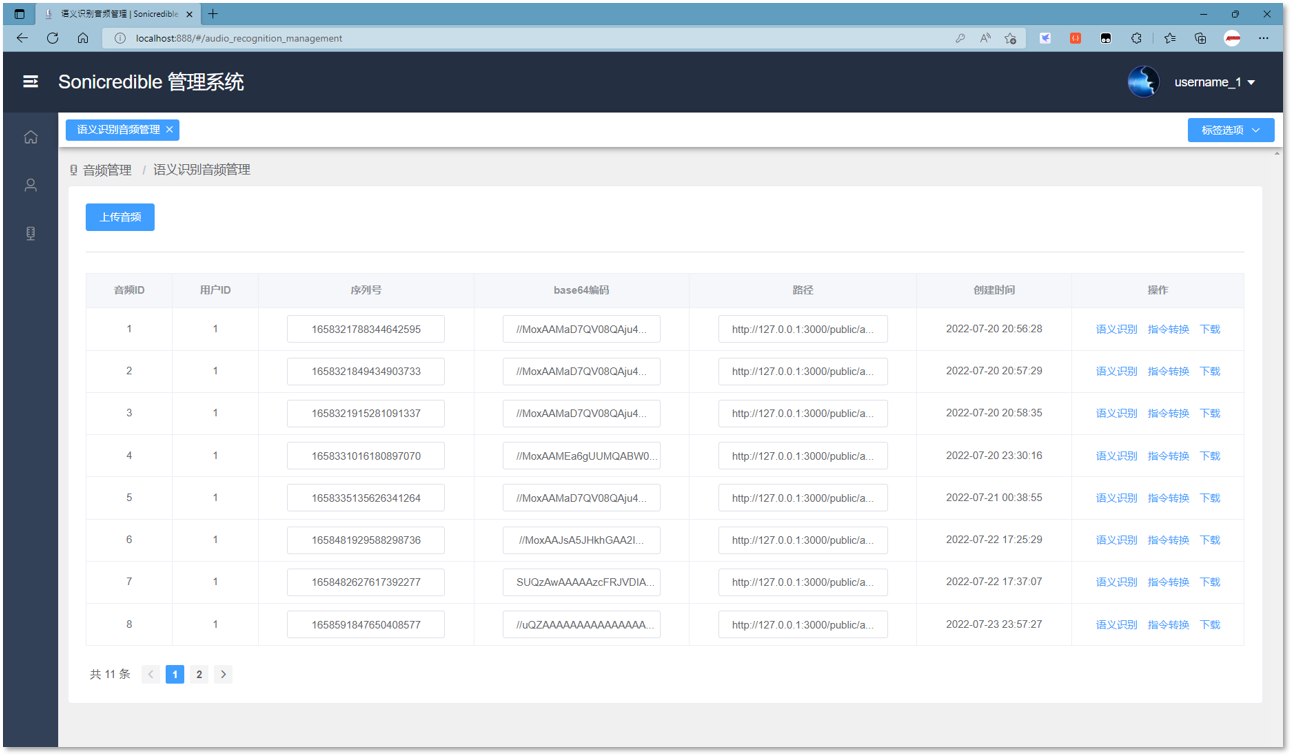 语义识别音频管理 | Sonicredible
localhost:888/#/audio_recognition_management
Sonicredible 管理系统
username_1
语义识别音频管理
标签选项
音频管理 / 语义识别音频管理
上传音频
音频ID 用户ID 序列号 base64编码 路径 创建时间 操作
1 1 1658321788344642595 //MoxAAMaD7QV08QAju4... http://127.0.0.1:3000/public/a... 2022-07-20 20:56:28 语义识别 指令转换 下载
2 1 1658321849434903733 //MoxAAMaD7QV08QAju4... http://127.0.0.1:3000/public/a... 2022-07-20 20:57:29 语义识别 指令转换 下载
3 1 1658321915281091337 //MoxAAMaD7QV08QAju4... http://127.0.0.1:3000/public/a... 2022-07-20 20:58:35 语义识别 指令转换 下载
4 1 1658331016180897070 //MoxAAMEa6gUUMQABW0... http://127.0.0.1:3000/public/a... 2022-07-20 23:30:16 语义识别 指令转换 下载
5 1 1658335135626341264 //MoxAAMaD7QV08QAju4... http://127.0.0.1:3000/public/a... 2022-07-21 00:38:55 语义识别 指令转换 下载
6 1 1658481929588298736 //MoxAAJsA5JHkhGAA2I... http://127.0.0.1:3000/public/a... 2022-07-22 17:25:29 语义识别 指令转换 下载
7 1 1658482627617392277 SUQzAwAAAAAzcFRJVDIA... http://127.0.0.1:3000/public/a... 2022-07-22 17:37:07 语义识别 指令转换 下载
8 1 1658591847650408577 //uQZAAAAAAAAAAAAAAA... http://127.0.0.1:3000/public/a... 2022-07-23 23:57:27 语义识别 指令转换 下载
共 11 条 1 2